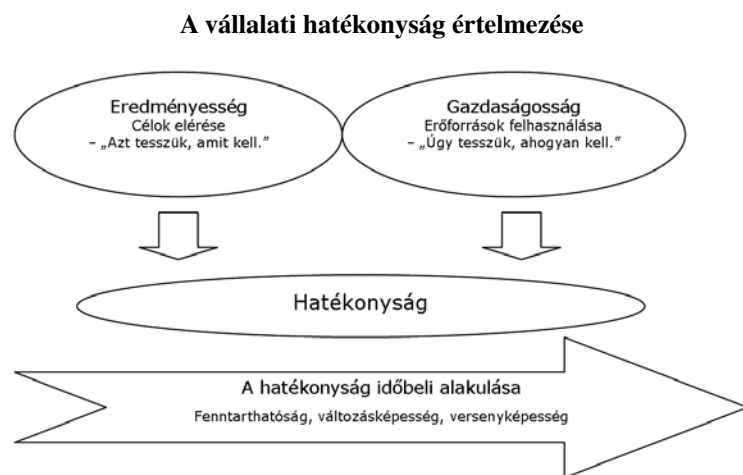 A vállalati hatékonyság értelmezése
Eredményesség
Célok elérése
– „Azt tesszük, amit kell.”
Gazdaságosság
Erőforrások felhasználása
– „Úgy tesszük, ahogyan kell.”
Hatékonyság
A hatékonyság időbeli alakulása
Fenntarthatóság, változásképesség, versenyképesség